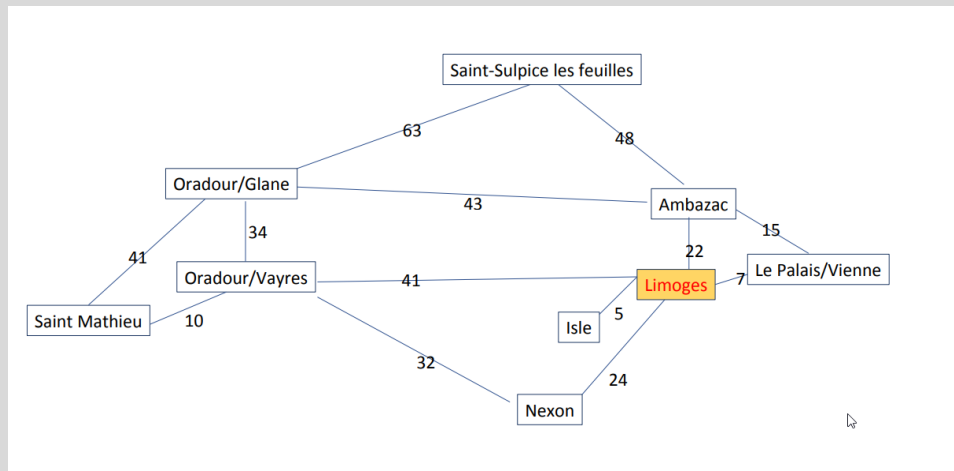 Saint-Sulpice les feuilles
63
48
Oradour/Glane
43
Ambazac
34
15
41
22
Oradour/Vayres
41
Limoges
7
Le Palais/Vienne
Saint Mathieu
10
Isle
5
32
24
Nexon